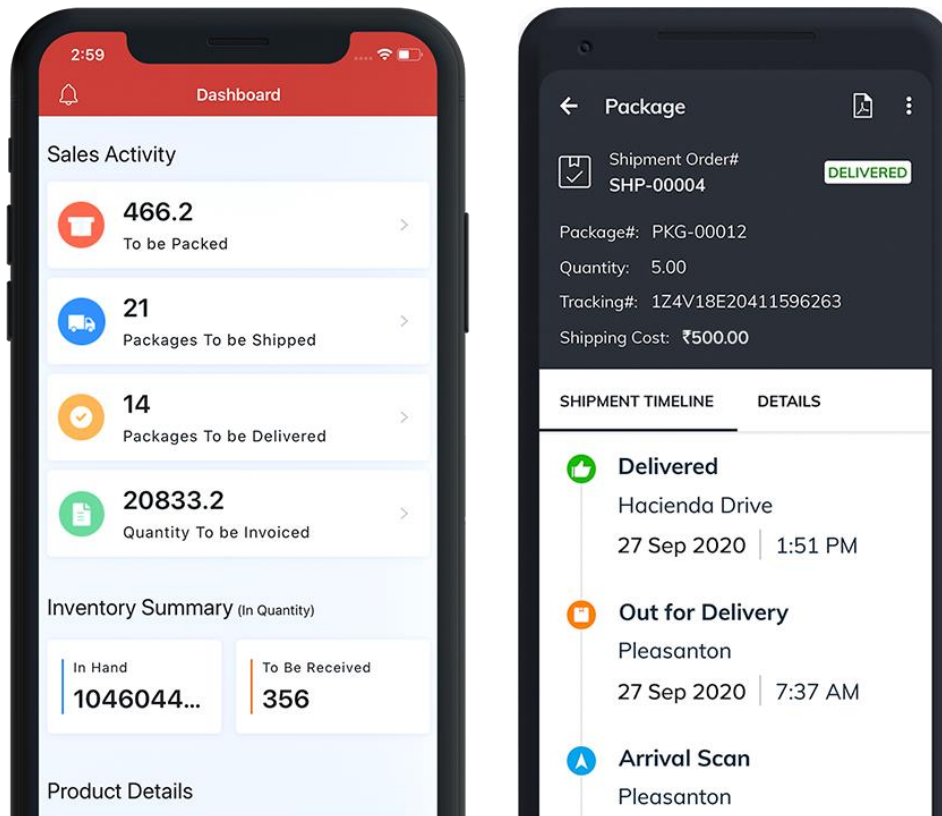 2:59
Dashboard
Sales Activity
466.2
To be Packed
21
Packages To be Shipped
14
Packages To be Delivered
20833.2
Quantity To be Invoiced
Inventory Summary (In Quantity)
In Hand
1046044...
To Be Received
356
Product Details
Package
Shipment Order#
SHP-00004
DELIVERED
Package#: PKG-00012
Quantity: 5.00
Tracking#: 1Z4V18E20411596263
Shipping Cost: ₹500.00
SHIPMENT TIMELINE
DETAILS
Delivered
Hacienda Drive
27 Sep 2020 | 1:51 PM
Out for Delivery
Pleasanton
27 Sep 2020 | 7:37 AM
Arrival Scan
Pleasanton